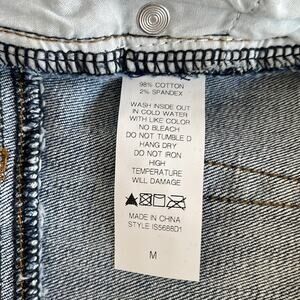 98% COTTON
2% SPANDEX
WASH INSIDE OUT
IN COLD WATER
WITH LIKE COLOR
NO BLEACH
DO NOT TUMBLE D
HANG DRY
DO NOT IRON
HIGH
TEMPERATURE
WILL DAMAGE
MADE IN CHINA
STYLE IS5688D1
M